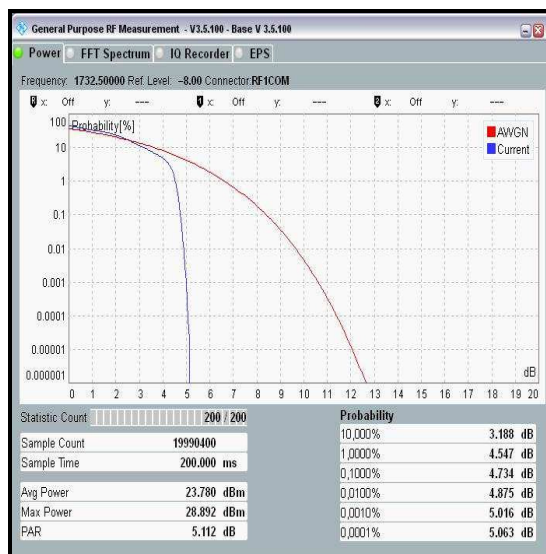 General Purpose RF Measurement - V3.5.100 - Base V 3.5.100
Power FFT Spectrum IQ Recorder EPS
Frequency: 1732.50000 Ref. Level: -8.00 Connector:RF1COM
x: Off y: --- x: Off y: --- x: Off y: ---
Probability[%]
AWGN
Current
100
10
1
0.1
0.01
0.001
0.0001
0.00001
0.000001
dB
0 1 2 3 4 5 6 7 8 9 10 11 12 13 14 15 16 17 18 19 20
Statistic Count 200 / 200
Sample Count 19990400
Sample Time 200.000 ms
Avg Power 23.780 dBm
Max Power 28.892 dBm
PAR 5.112 dB
Probability
10,000% 3.188 dB
1,0000% 4.547 dB
0,1000% 4.734 dB
0,0100% 4.875 dB
0,0010% 5.016 dB
0,0001% 5.063 dB